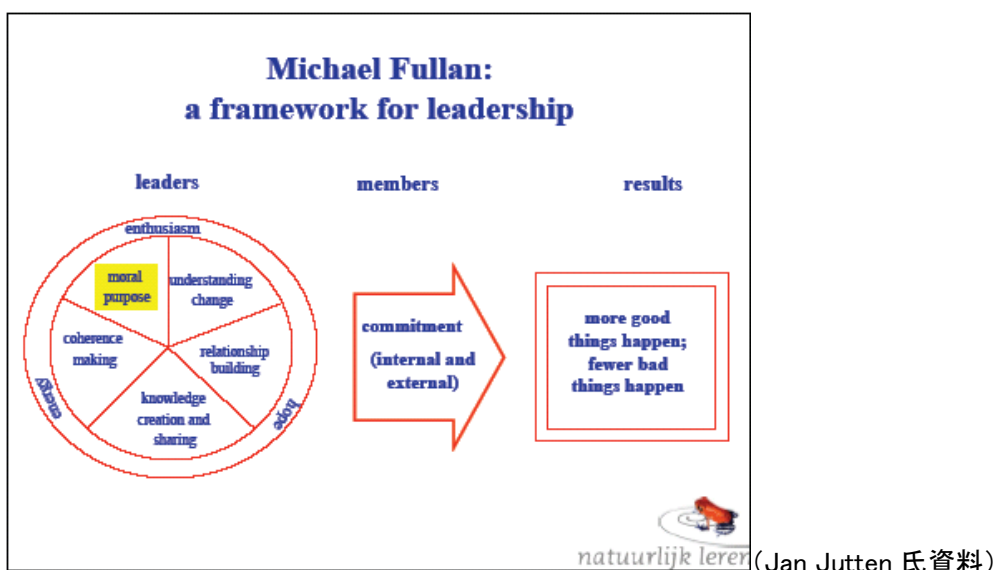 Michael Fullan:
a framework for leadership
leaders
members
results
enthusiasm
moral
purpose
understanding
change
coherence
making
relationship
building
knowledge
creation and
sharing
energy
hope
commitment
(internal and
external)
more good
things happen;
fewer bad
things happen
natuurlijk leren
(Jan Jutten 氏資料)